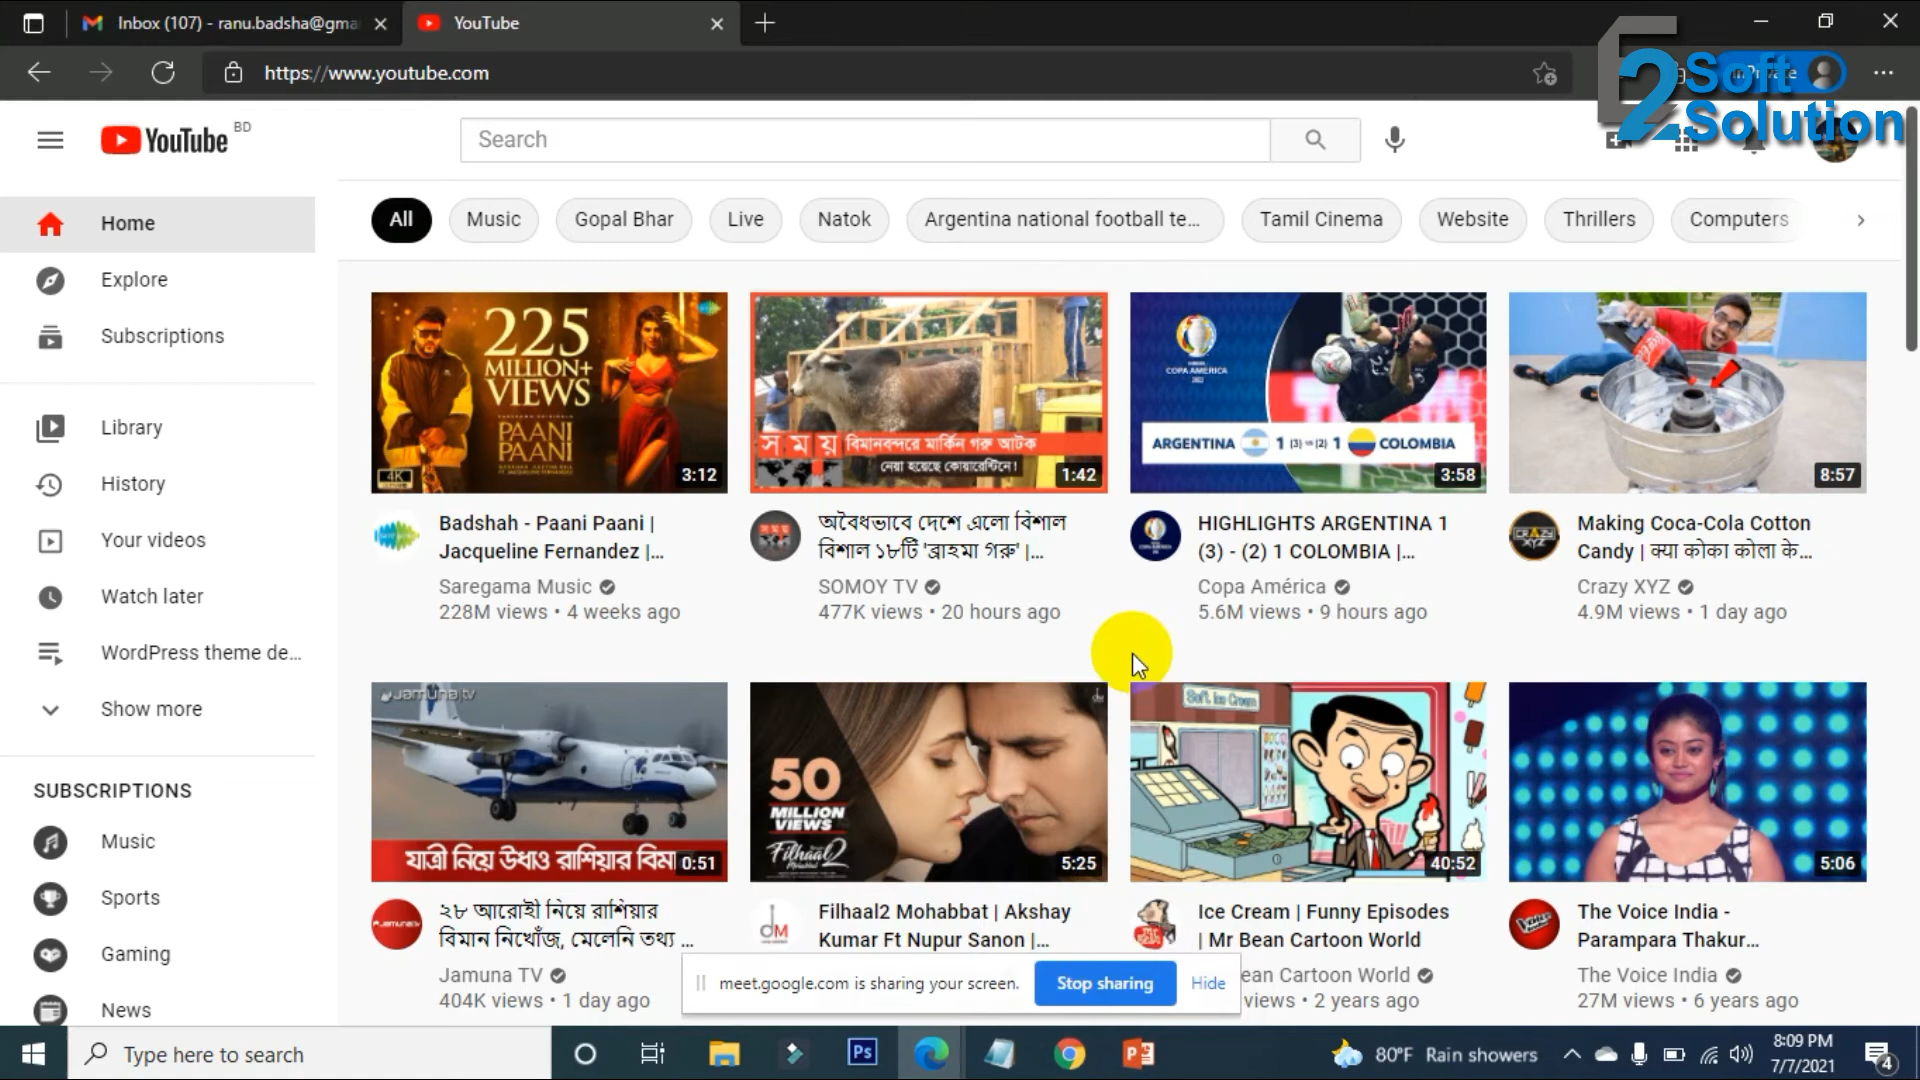 Inbox (107) - ranu.badsha@gma
YouTube
https://www.youtube.com
Soft
2Solution
YouTube BD
Search
Home
Explore
Subscriptions
Library
History
Your videos
Watch later
WordPress theme de...
Show more
SUBSCRIPTIONS
Music
Sports
Gaming
News
All
Music
Gopal Bhar
Live
Natok
Argentina national football te...
Tamil Cinema
Website
Thrillers
Computers
225
MILLION+
VIEWS
PAANI
PAANI
4K
3:12
সময়
বিমানবন্দরে মার্কিন গরু আটক
নেয়া হয়েছে কোয়ারেন্টিনে!
1:42
COPA AMERICA
ARGENTINA 1 (3) vs (2) 1 COLOMBIA
3:58
8:57
Badshah - Paani Paani |
Jacqueline Fernandez |...
Saregama Music
228M views • 4 weeks ago
অবৈধভাবে দেশে এলো বিশাল
বিশাল ১৮টি 'ব্রাহমা গরু' |...
SOMOY TV
477K views • 20 hours ago
HIGHLIGHTS ARGENTINA 1
(3) - (2) 1 COLOMBIA |...
Copa América
5.6M views • 9 hours ago
CRAZY
XYZ
Making Coca-Cola Cotton
Candy | क्या कोका कोला के...
Crazy XYZ
4.9M views • 1 day ago
Jamuna tv
যাত্রী নিয়ে উধাও রাশিয়ার বিমা
0:51
50
MILLION
VIEWS
Filhaal2
5:25
Soft Ice Cream
40:52
5:06
২৮ আরোহী নিয়ে রাশিয়ার
বিমান নিখোঁজ, মেলেনি তথ্য ...
Jamuna TV
404K views • 1 day ago
Filhaal2 Mohabbat | Akshay
Kumar Ft Nupur Sanon |...
Ice Cream | Funny Episodes
| Mr Bean Cartoon World
ean Cartoon World
views • 2 years ago
The Voice India -
Parampara Thakur...
The Voice India
27M views • 6 years ago
meet.google.com is sharing your screen.
Stop sharing
Hide
Type here to search
Ps
80°F Rain showers
8:09 PM
7/7/2021
4